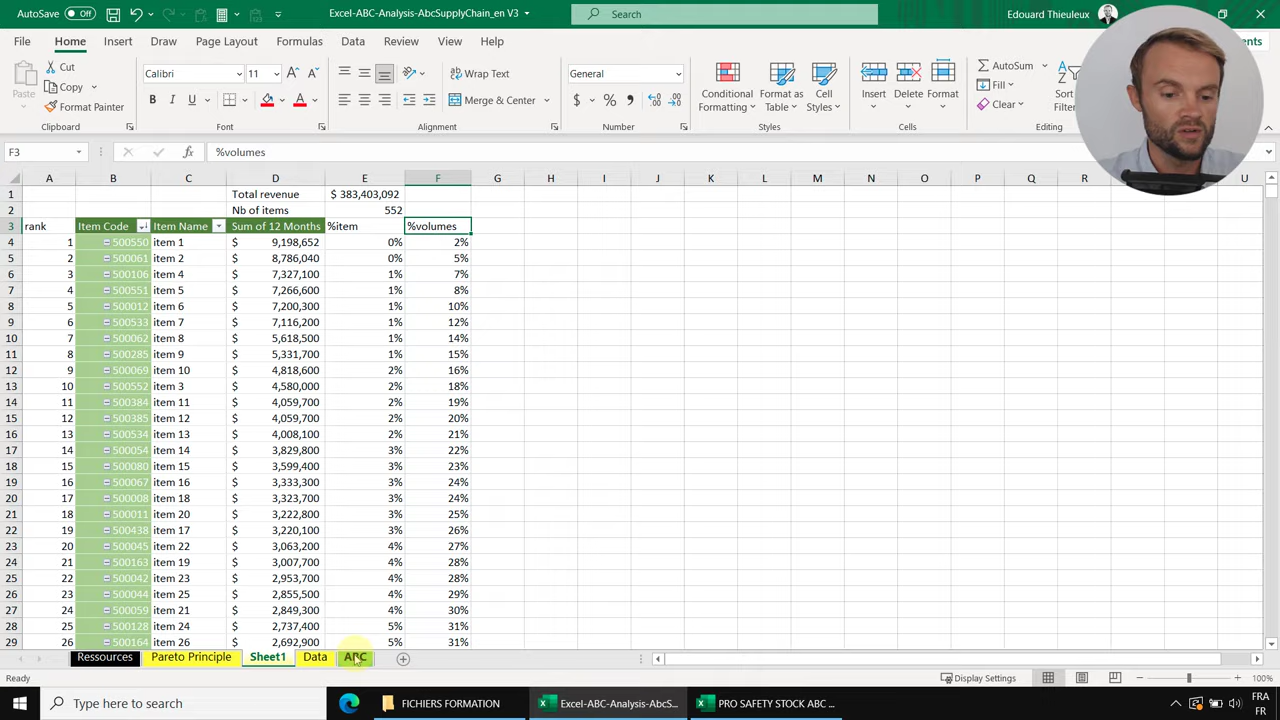 AutoSave Off Excel-ABC-Analysis-AbcSupplyChain_en V3 Search Edouard Thieuleux
File Home Insert Draw Page Layout Formulas Data Review View Help
Paste Cut Copy Format Painter Clipboard
Calibri 11 B I U Font
Wrap Text Merge & Center Alignment
General $ % Number
Conditional Formatting Format as Table Cell Styles Styles
Insert Delete Format Cells
AutoSum Fill Clear Sort Filter Editing
F3 fx %volumes
A B C D E F G H I J K L M N O P Q R U
1 Total revenue $ 383,403,092
2 Nb of items 552
3 rank Item Code Item Name Sum of 12 Months %item %volumes
4 1 500550 item 1 $ 9,198,652 0% 2%
5 2 500061 item 2 $ 8,786,040 0% 5%
6 3 500106 item 4 $ 7,327,100 1% 7%
7 4 500551 item 5 $ 7,266,600 1% 8%
8 5 500012 item 6 $ 7,200,300 1% 10%
9 6 500533 item 7 $ 7,116,200 1% 12%
10 7 500062 item 8 $ 5,618,500 1% 14%
11 8 500285 item 9 $ 5,331,700 1% 15%
12 9 500069 item 10 $ 4,818,600 2% 16%
13 10 500552 item 3 $ 4,580,000 2% 18%
14 11 500384 item 11 $ 4,059,700 2% 19%
15 12 500385 item 12 $ 4,059,700 2% 20%
16 13 500534 item 13 $ 4,008,100 2% 21%
17 14 500054 item 14 $ 3,829,800 3% 22%
18 15 500080 item 15 $ 3,599,400 3% 23%
19 16 500067 item 16 $ 3,333,300 3% 24%
20 17 500008 item 18 $ 3,323,700 3% 24%
21 18 500011 item 20 $ 3,222,800 3% 25%
22 19 500438 item 17 $ 3,220,100 3% 26%
23 20 500045 item 22 $ 3,063,200 4% 27%
24 21 500163 item 19 $ 3,007,700 4% 28%
25 22 500042 item 23 $ 2,953,700 4% 28%
26 23 500044 item 25 $ 2,855,500 4% 29%
27 24 500059 item 21 $ 2,849,300 4% 30%
28 25 500128 item 24 $ 2,737,400 5% 31%
29 26 500164 item 26 $ 2,692,900 5% 31%
Ressources Pareto Principle Sheet1 Data ABC
Ready Display Settings 100%
Type here to search FICHIERS FORMATION Excel-ABC-Analysis-AbcS... PRO SAFETY STOCK ABC ... FRA
FR